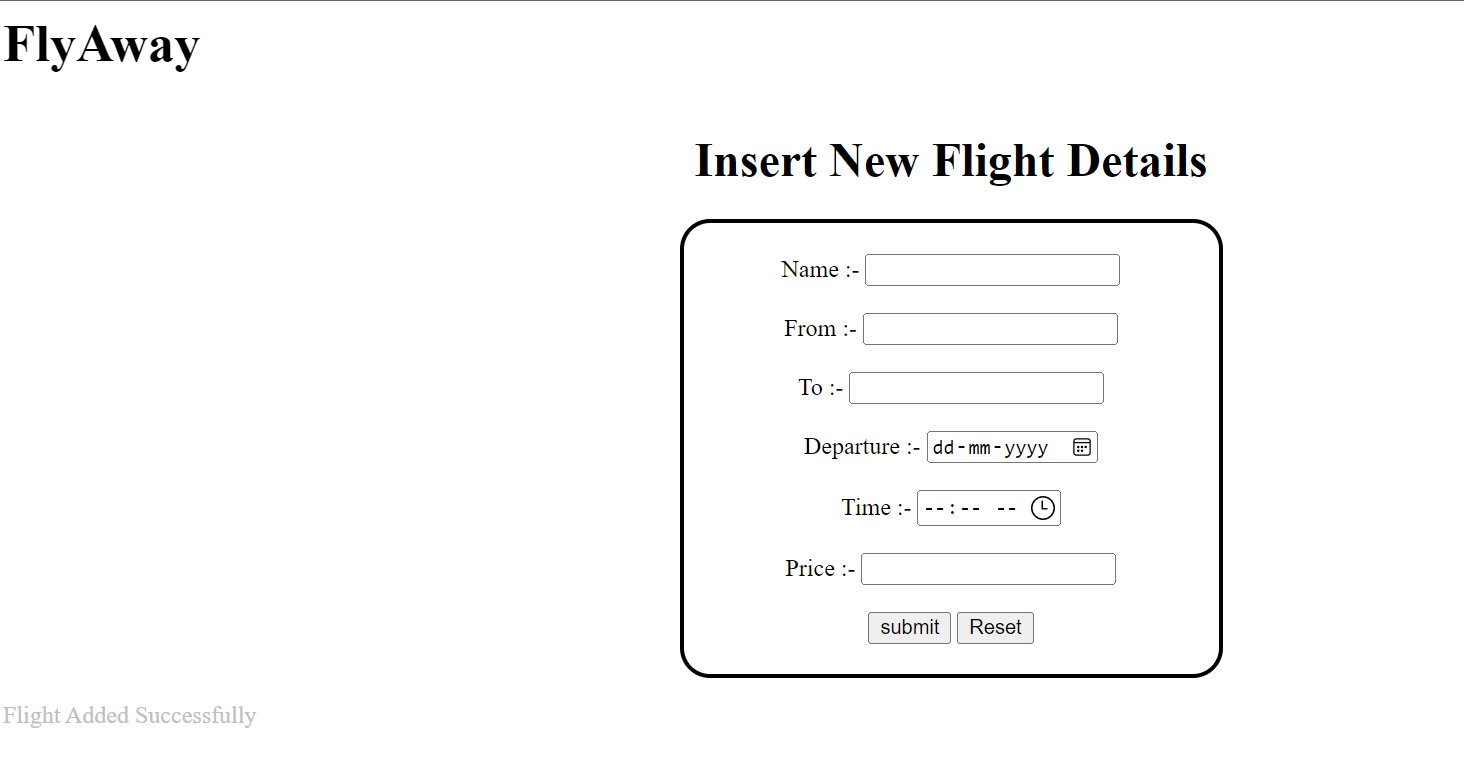 FlyAway
Insert New Flight Details
Name :-
From :-
To :-
Departure :- dd-mm-yyyy
Time :- --:-- --
Price :-
submit Reset
Flight Added Successfully